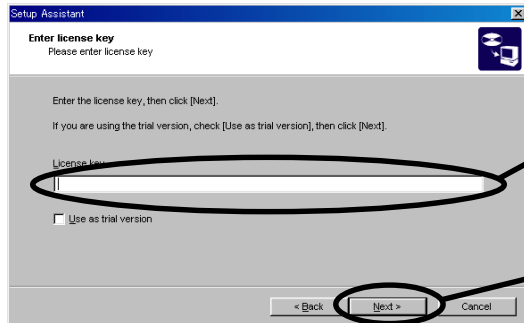 Setup Assistant
Enter license key
Please enter license key
Enter the license key, then click [Next].
If you are using the trial version, check [Use as trial version], then click [Next].
License key
Use as trial version
< Back
Next >
Cancel